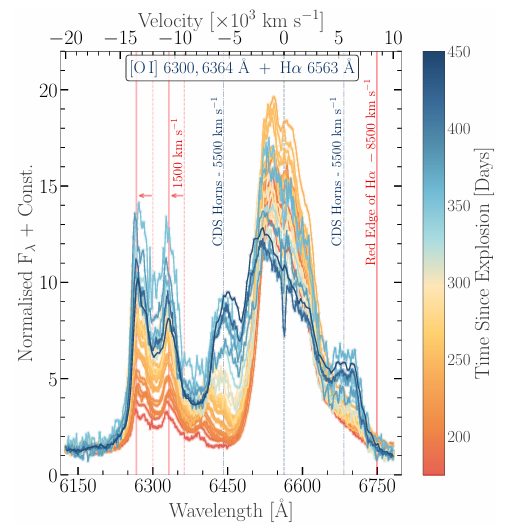 Velocity [×10³ km s⁻¹]
−20 −15 −10 −5 0 5 10
[O I] 6300, 6364 Å + Hα 6563 Å
1500 km s⁻¹
CDS Horns - 5500 km s⁻¹
CDS Horns - 5500 km s⁻¹
Red Edge of Hα − 8500 km s⁻¹
Normalised F_λ + Const.
20
15
10
5
0
6150 6300 6450 6600 6750
Wavelength [Å]
450
400
350
300
250
200
Time Since Explosion [Days]